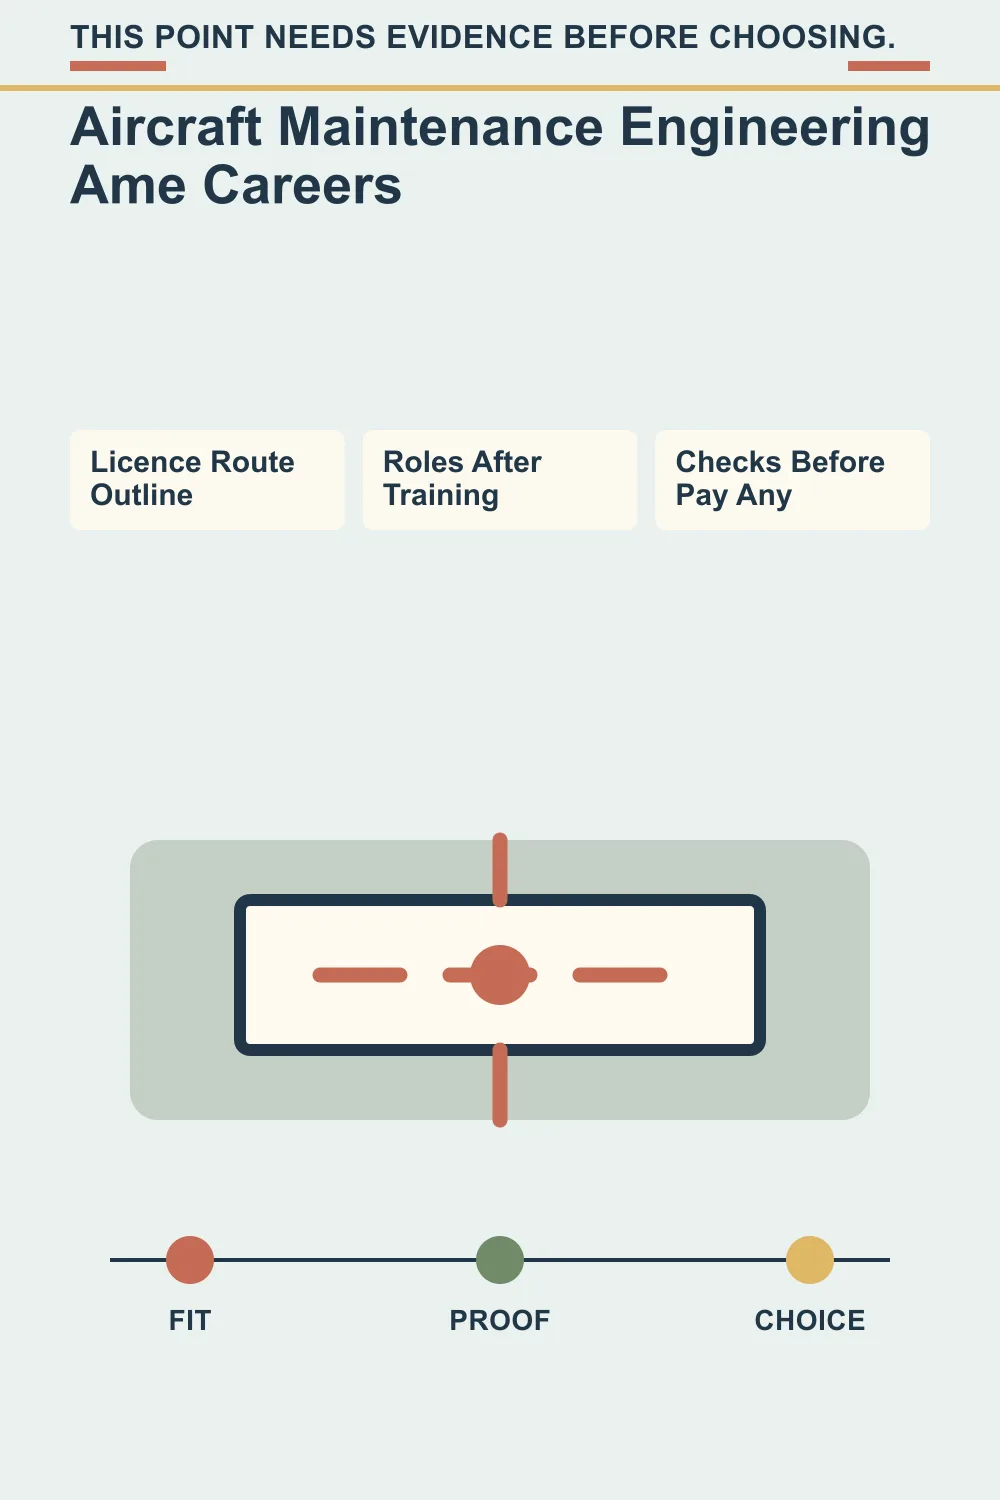 THIS POINT NEEDS EVIDENCE BEFORE CHOOSING.
Aircraft Maintenance Engineering
Ame Careers
Licence Route
Outline
Roles After
Training
Checks Before
Pay Any
FIT
PROOF
CHOICE